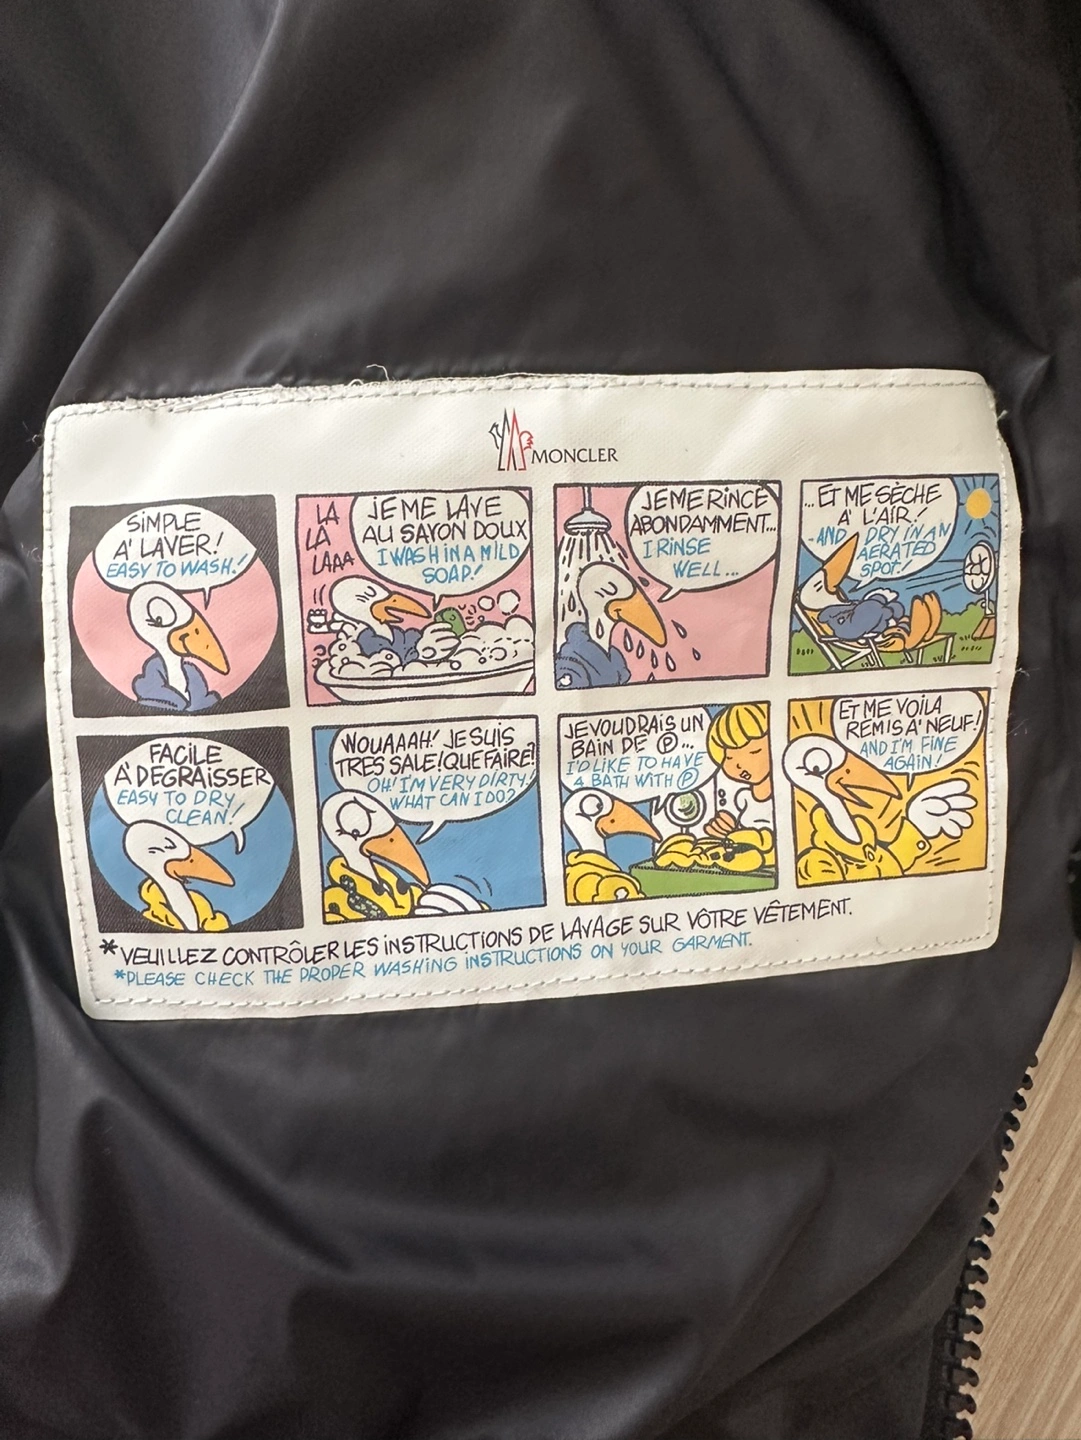 MONCLER
SIMPLE
A' LAVER!
EASY TO WASH!
LA
LÂ
LAAA
JE ME LAVE
AU SAVON DOUX
I WASH IN A MILD
SOAP!
JE ME RINCE
ABONDAMMENT...
I RINSE
WELL...
...ET ME SÈCHE
A' L'AIR!
-AND DRY IN AN
AERATED
SPOT!
FACILE
A' DEGRAISSER
EASY TO DRY
CLEAN!
WOUAAAH! JE SUIS
TRES SALE! QUE FAIRE?
OH! I'M VERY DIRTY!
WHAT CAN I DO?
JE VOUDRAIS UN
BAIN DE Ⓟ...
I'D LIKE TO HAVE
A BATH WITH Ⓟ
ET ME VOILA
REMIS A' NEUF!
AND I'M FINE
AGAIN!
*VEUILLEZ CONTRÔLER LES INSTRUCTIONS DE LAVAGE SUR VÔTRE VÊTEMENT.
*PLEASE CHECK THE PROPER WASHING INSTRUCTIONS ON YOUR GARMENT.